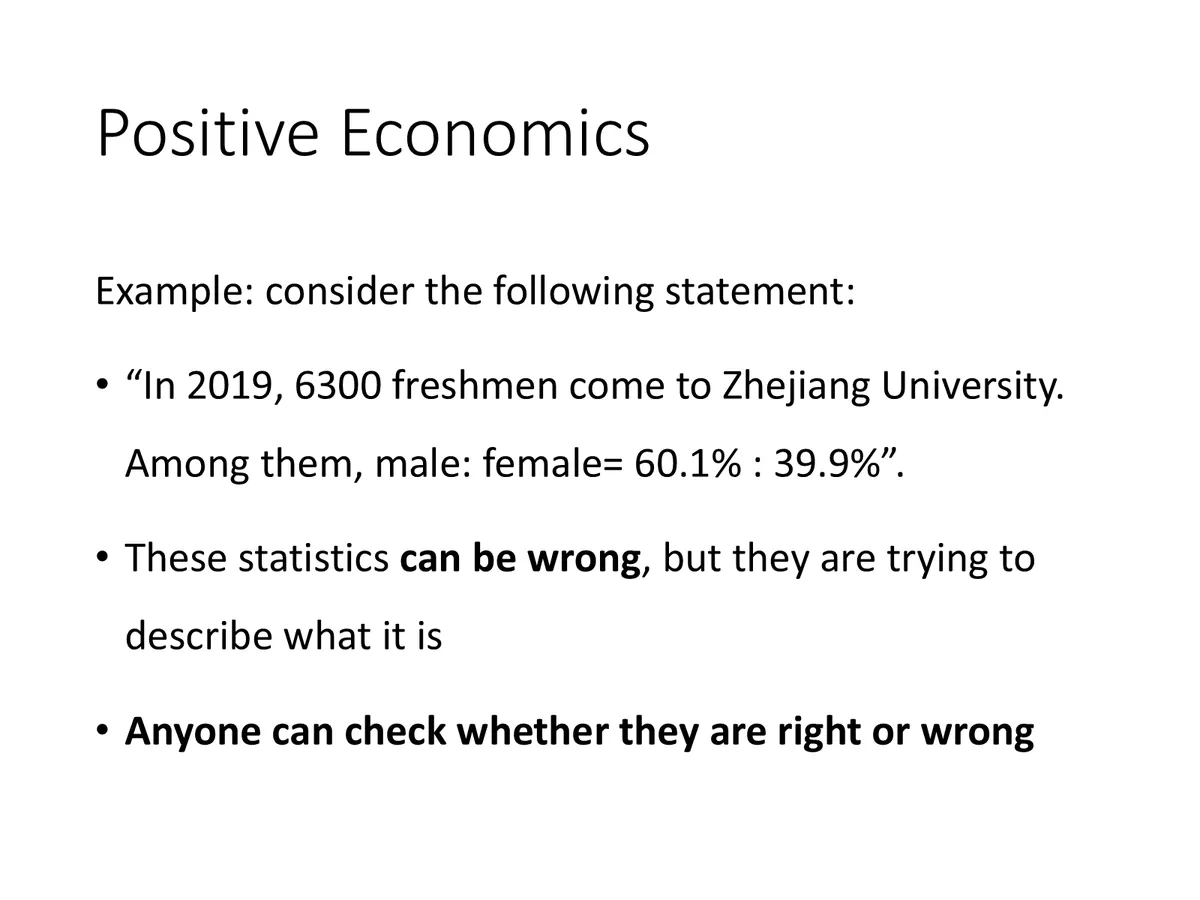 Positive Economics
Example: consider the following statement:
• “In 2019, 6300 freshmen come to Zhejiang University.
Among them, male: female= 60.1% : 39.9%”.
• These statistics can be wrong, but they are trying to
describe what it is
• Anyone can check whether they are right or wrong